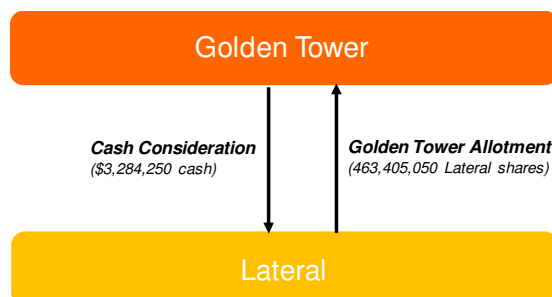 Golden Tower
Cash Consideration
($3,284,250 cash)
Golden Tower Allotment
(463,405,050 Lateral shares)
Lateral